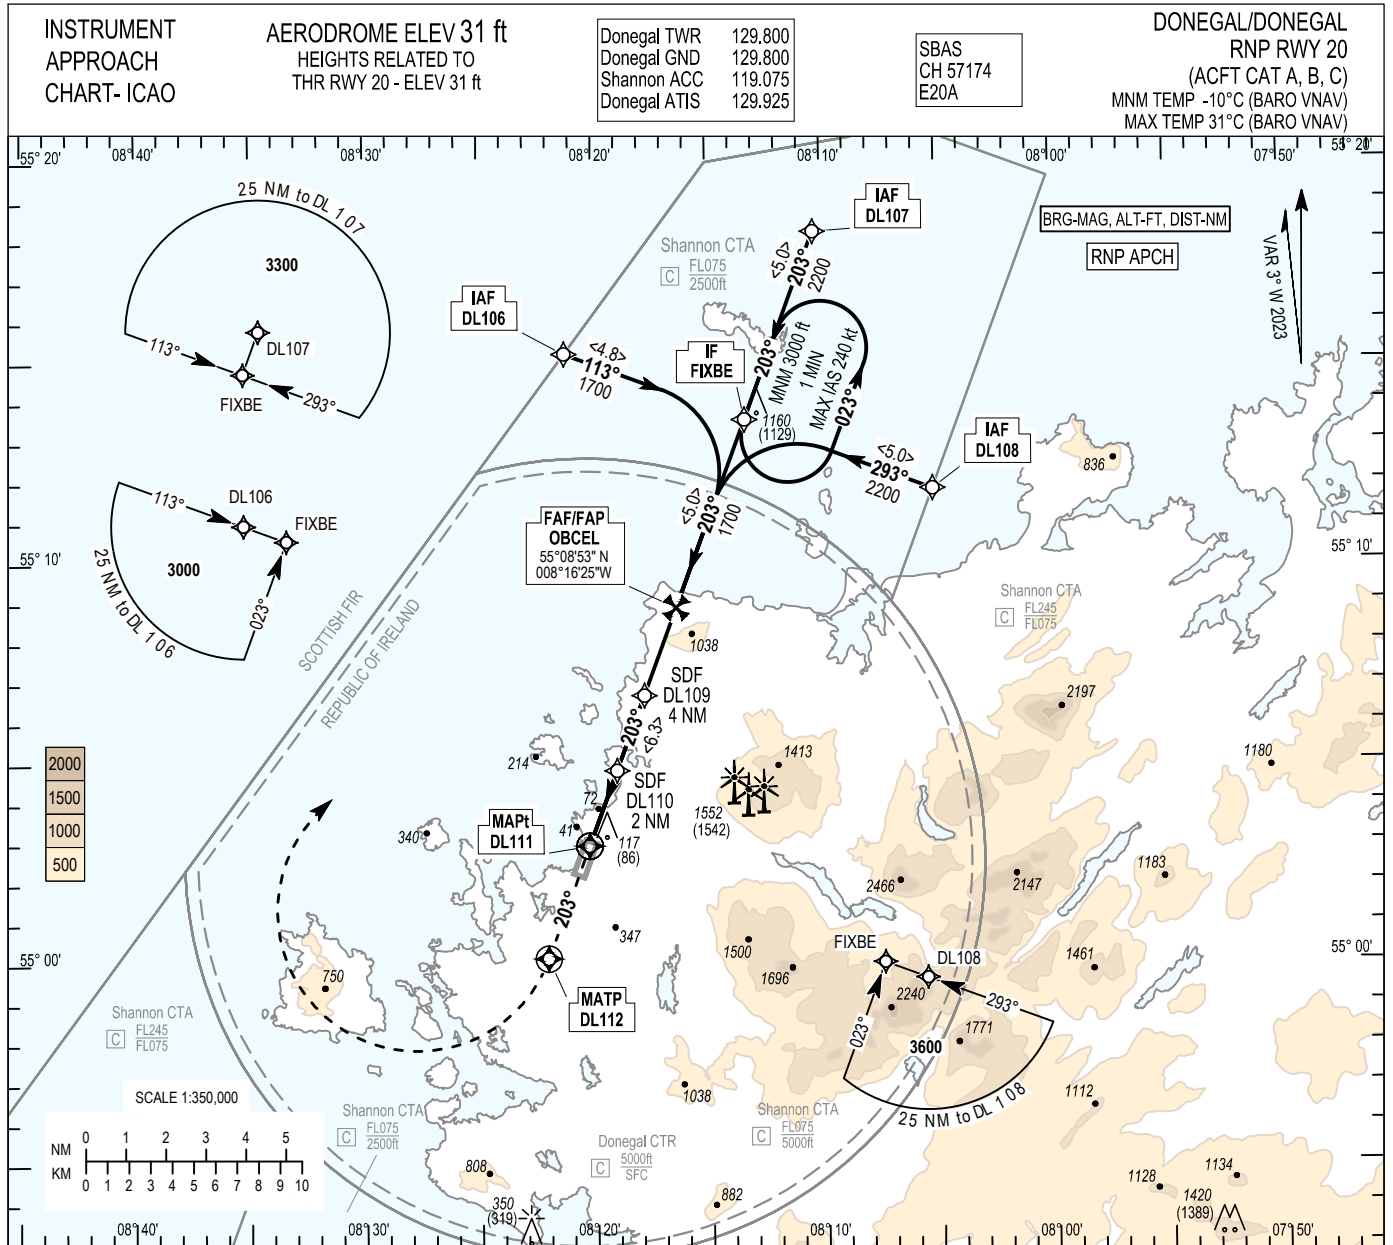 INSTRUMENT
APPROACH
CHART- ICAO
AERODROME ELEV 31 ft
HEIGHTS RELATED TO
THR RWY 20 - ELEV 31 ft
Donegal TWR 129.800
Donegal GND 129.800
Shannon ACC 119.075
Donegal ATIS 129.925
SBAS
CH 57174
E20A
DONEGAL/DONEGAL
RNP RWY 20
(ACFT CAT A, B, C)
MNM TEMP -10°C (BARO VNAV)
MAX TEMP 31°C (BARO VNAV)
55° 20'
08°40'
08°30'
08°20'
08°10'
08°00'
07°50'
55° 20'
25 NM to DL 107
3300
DL107
113°
FIXBE
293°
IAF
DL107
Shannon CTA
C FL075
2500ft
<5.0>
203°
2200
BRG-MAG, ALT-FT, DIST-NM
RNP APCH
VAR 3° W 2023
IAF
DL106
<4.8>
113°
1700
IF
FIXBE
203°
MNM 3000 ft
1 MIN
MAX IAS 240 kt
023°
1160
(1129)
IAF
DL108
<5.0>
293°
2200
836
113°
DL106
FIXBE
3000
023°
25 NM to DL 106
<5.0>
203°
1700
FAF/FAP
OBCEL
55°08'53" N
008°16'25"W
55° 10'
55° 10'
Shannon CTA
C FL245
FL075
SCOTTISH FIR
REPUBLIC OF IRELAND
1038
SDF
DL109
4 NM
203°
<6.3>
2197
1180
214
1413
2000
1500
1000
500
SDF
DL110
2 NM
72
41
1552
(1542)
MAPt
DL111
340
117
(86)
1183
2466
2147
203°
347
1500
1696
FIXBE
DL108
1461
55° 00'
55° 00'
750
MATP
DL112
2240
293°
023°
1771
3600
25 NM to DL 108
Shannon CTA
C FL245
FL075
SCALE 1:350,000
NM 0 1 2 3 4 5
KM 0 1 2 3 4 5 6 7 8 9 10
Shannon CTA
C FL075
2500ft
1038
Shannon CTA
C FL075
5000ft
1112
Donegal CTR
C 5000ft
SFC
808
350
(319)
882
1128
1134
1420
(1389)
08°40'
08°30'
08°20'
08°10'
08°00'
07°50'